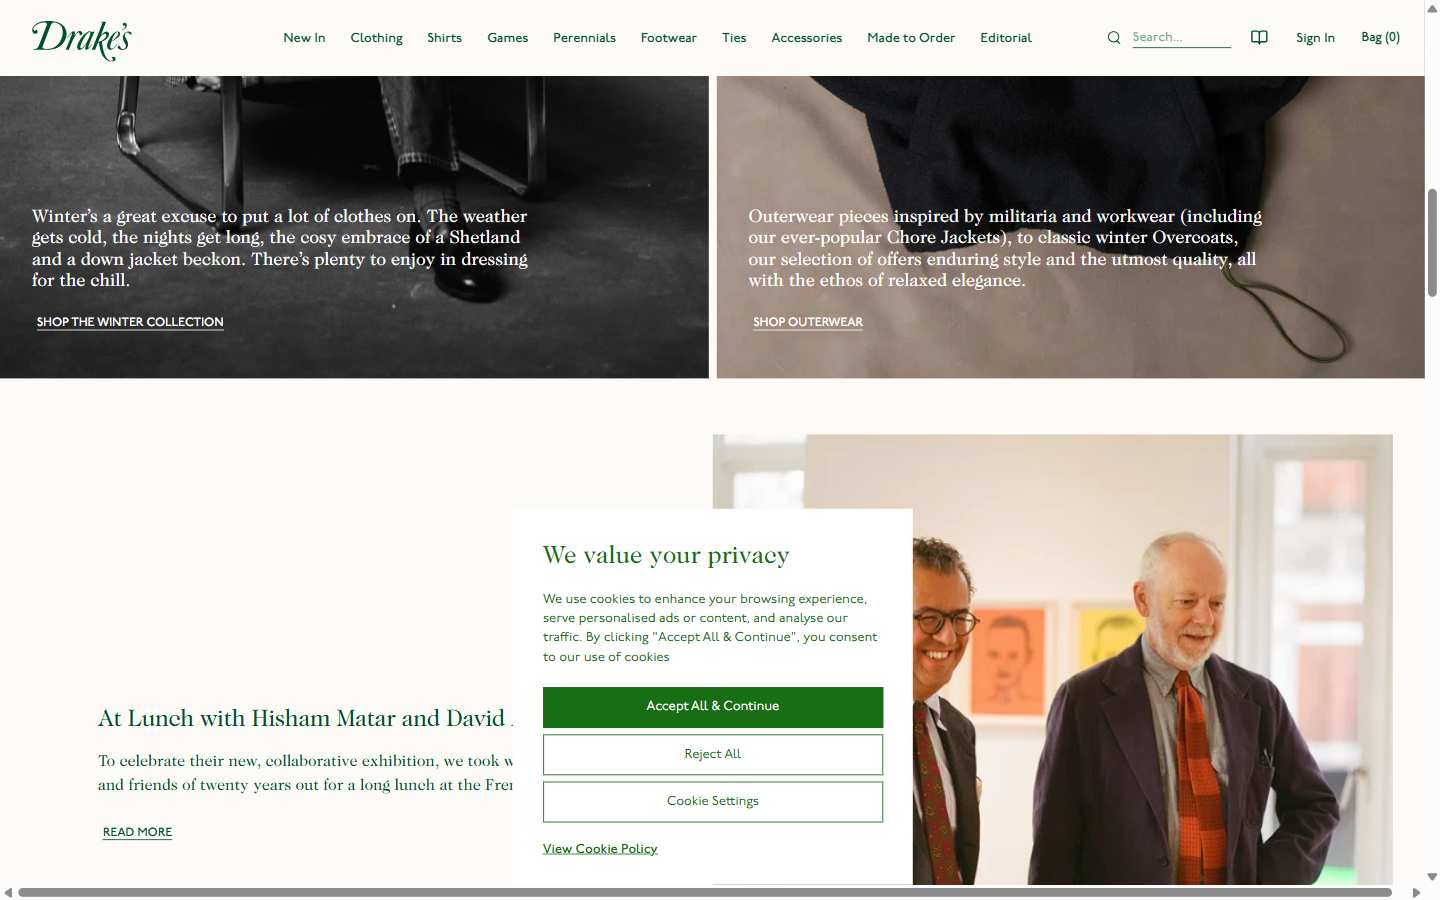 Drake's
New In
Clothing
Shirts
Games
Perennials
Footwear
Ties
Accessories
Made to Order
Editorial
Search...
Sign In
Bag (0)
Winter's a great excuse to put a lot of clothes on. The weather
gets cold, the nights get long, the cosy embrace of a Shetland
and a down jacket beckon. There's plenty to enjoy in dressing
for the chill.
SHOP THE WINTER COLLECTION
Outerwear pieces inspired by militaria and workwear (including
our ever-popular Chore Jackets), to classic winter Overcoats,
our selection of offers enduring style and the utmost quality, all
with the ethos of relaxed elegance.
SHOP OUTERWEAR
At Lunch with Hisham Matar and David
To celebrate their new, collaborative exhibition, we took
and friends of twenty years out for a long lunch at the
READ MORE
We value your privacy
We use cookies to enhance your browsing experience,
serve personalised ads or content, and analyse our
traffic. By clicking "Accept All & Continue", you consent
to our use of cookies
Accept All & Continue
Reject All
Cookie Settings
View Cookie Policy